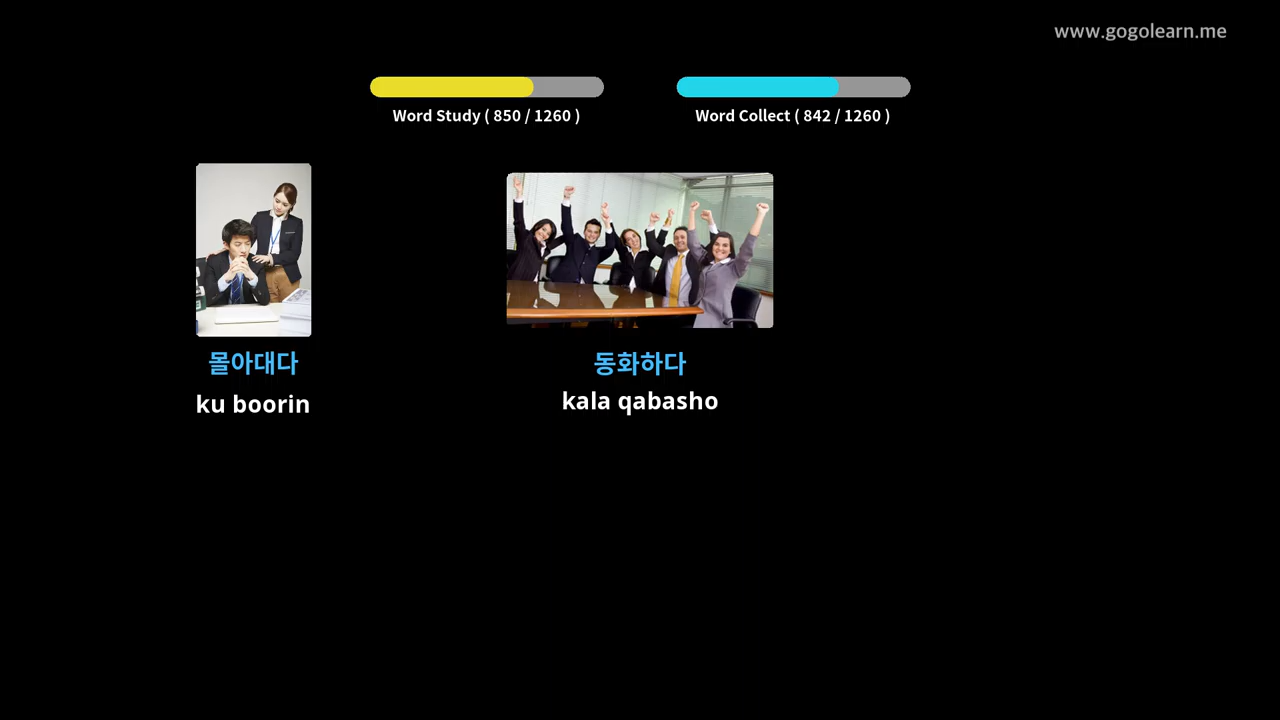 www.gogolearn.me
Word Study ( 850 / 1260 )
Word Collect ( 842 / 1260 )
몰아대다
ku boorin
동화하다
kala qabasho